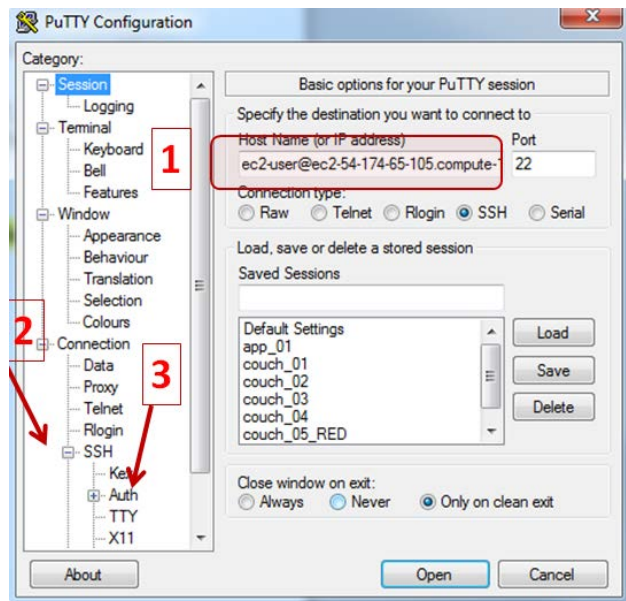 PuTTY Configuration
Category:
Session
Logging
Terminal
Keyboard
Bell
Features
Window
Appearance
Behaviour
Translation
Selection
Colours
Connection
Data
Proxy
Telnet
Rlogin
SSH
Kex
Auth
TTY
X11
1
2
3
Basic options for your PuTTY session
Specify the destination you want to connect to
Host Name (or IP address) Port
ec2-user@ec2-54-174-65-105.compute- 22
Connection type:
Raw Telnet Rlogin SSH Serial
Load, save or delete a stored session
Saved Sessions
Default Settings
app_01
couch_01
couch_02
couch_03
couch_04
couch_05_RED
Load
Save
Delete
Close window on exit:
Always Never Only on clean exit
About Open Cancel